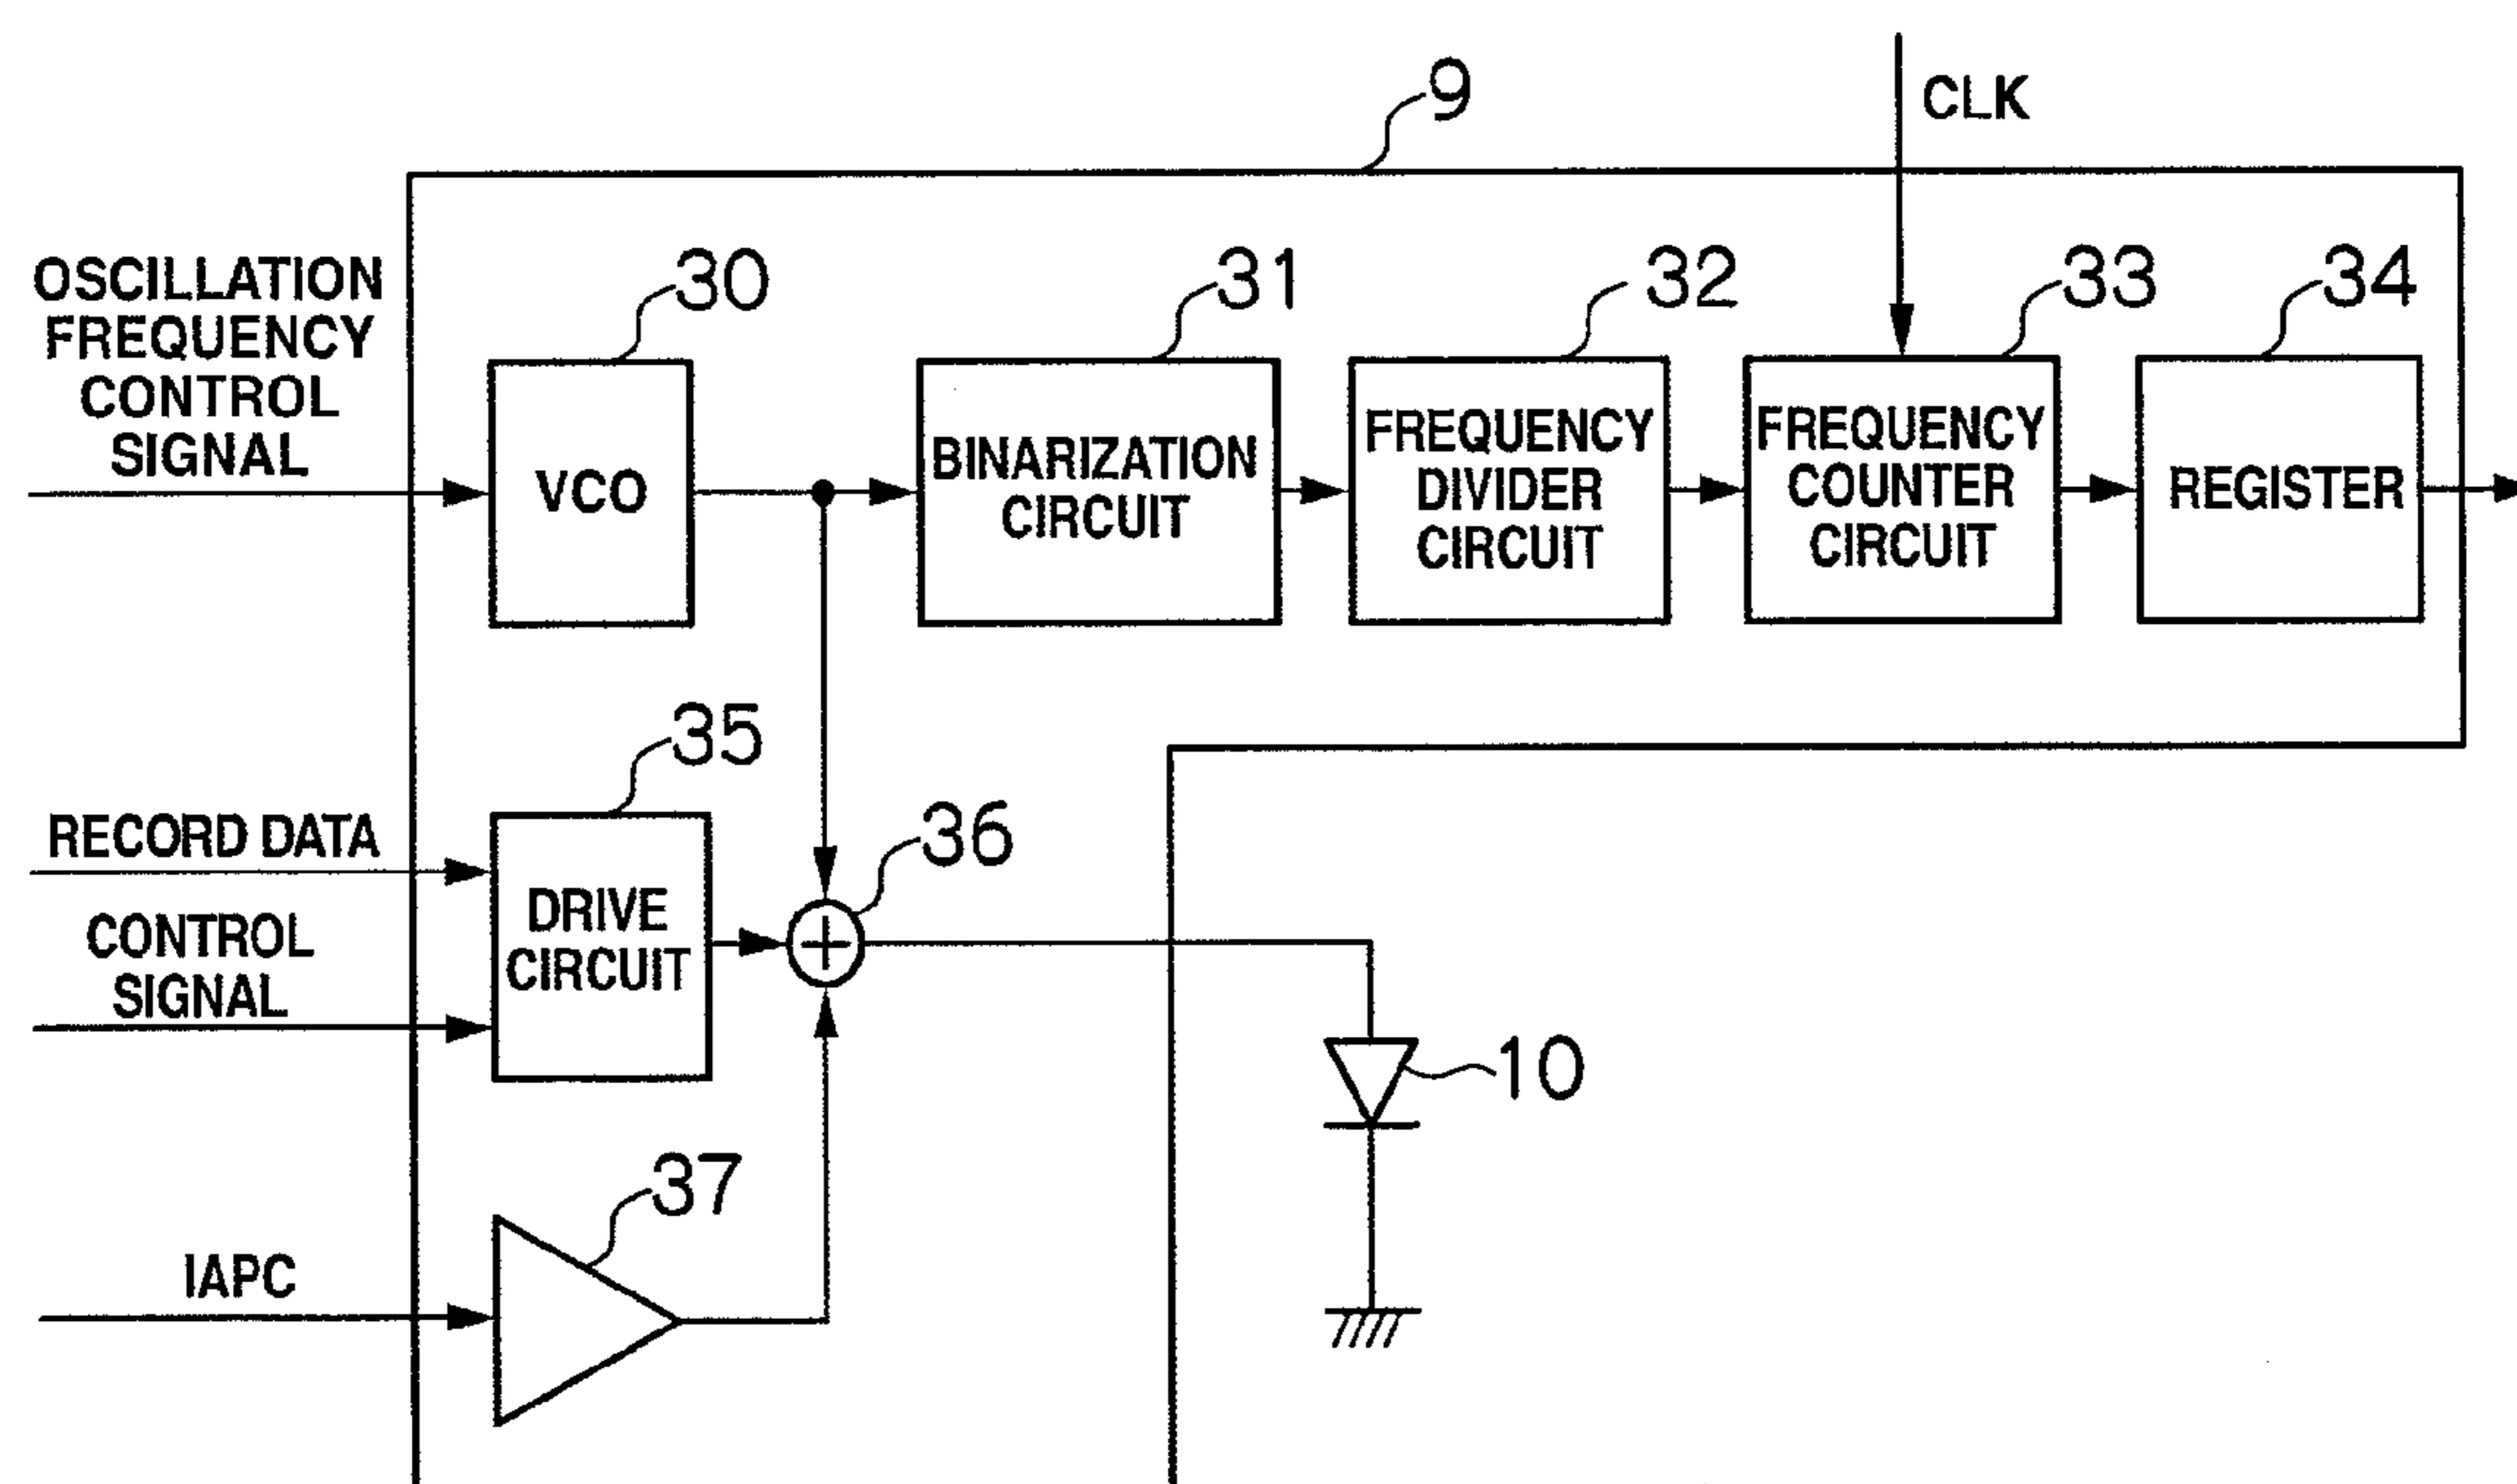 9
CLK
OSCILLATION
FREQUENCY
CONTROL
SIGNAL
30
31
32
33
34
VCO
BINARIZATION
CIRCUIT
FREQUENCY
DIVIDER
CIRCUIT
FREQUENCY
COUNTER
CIRCUIT
REGISTER
35
36
RECORD DATA
CONTROL
SIGNAL
DRIVE
CIRCUIT
10
37
IAPC